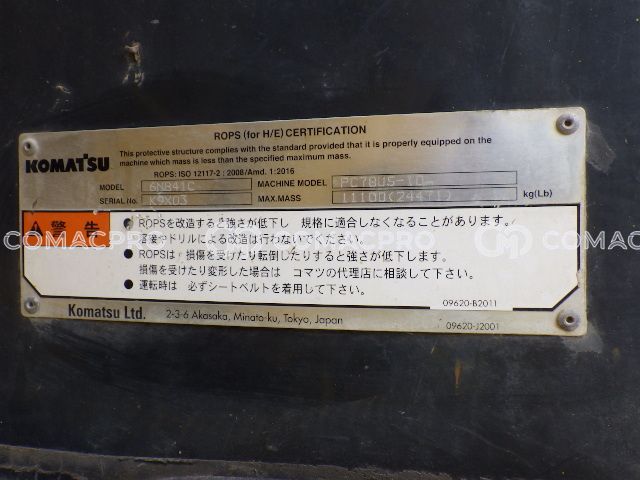 ROPS (for H/E) CERTIFICATION
KOMATSU
This protective structure complies with the standard provided that it is properly equipped on the
machine which mass is less than the specified maximum mass.
ROPS: ISO 12117-2 : 2008/Amd. 1:2016
MODEL 6N841C MACHINE MODEL PC78US-10
SERIAL No. K9X03 MAX.MASS 11100(24471) kg(Lb)
警 告
● ROPSを改造すると強さが低下し 規格に適合しなくなることがあります。
溶接やドリルによる改造は行わないでください。
● ROPSは 損傷を受けたり転倒したりすると強さが低下します。
損傷を受けたり変形した場合は コマツの代理店に相談して下さい。
● 運転時は 必ずシートベルトを着用して下さい。
09620-B2011
Komatsu Ltd. 2-3-6 Akasaka, Minato-ku, Tokyo, Japan 09620-J2001
COMACPRO COMACPRO COMACPRO